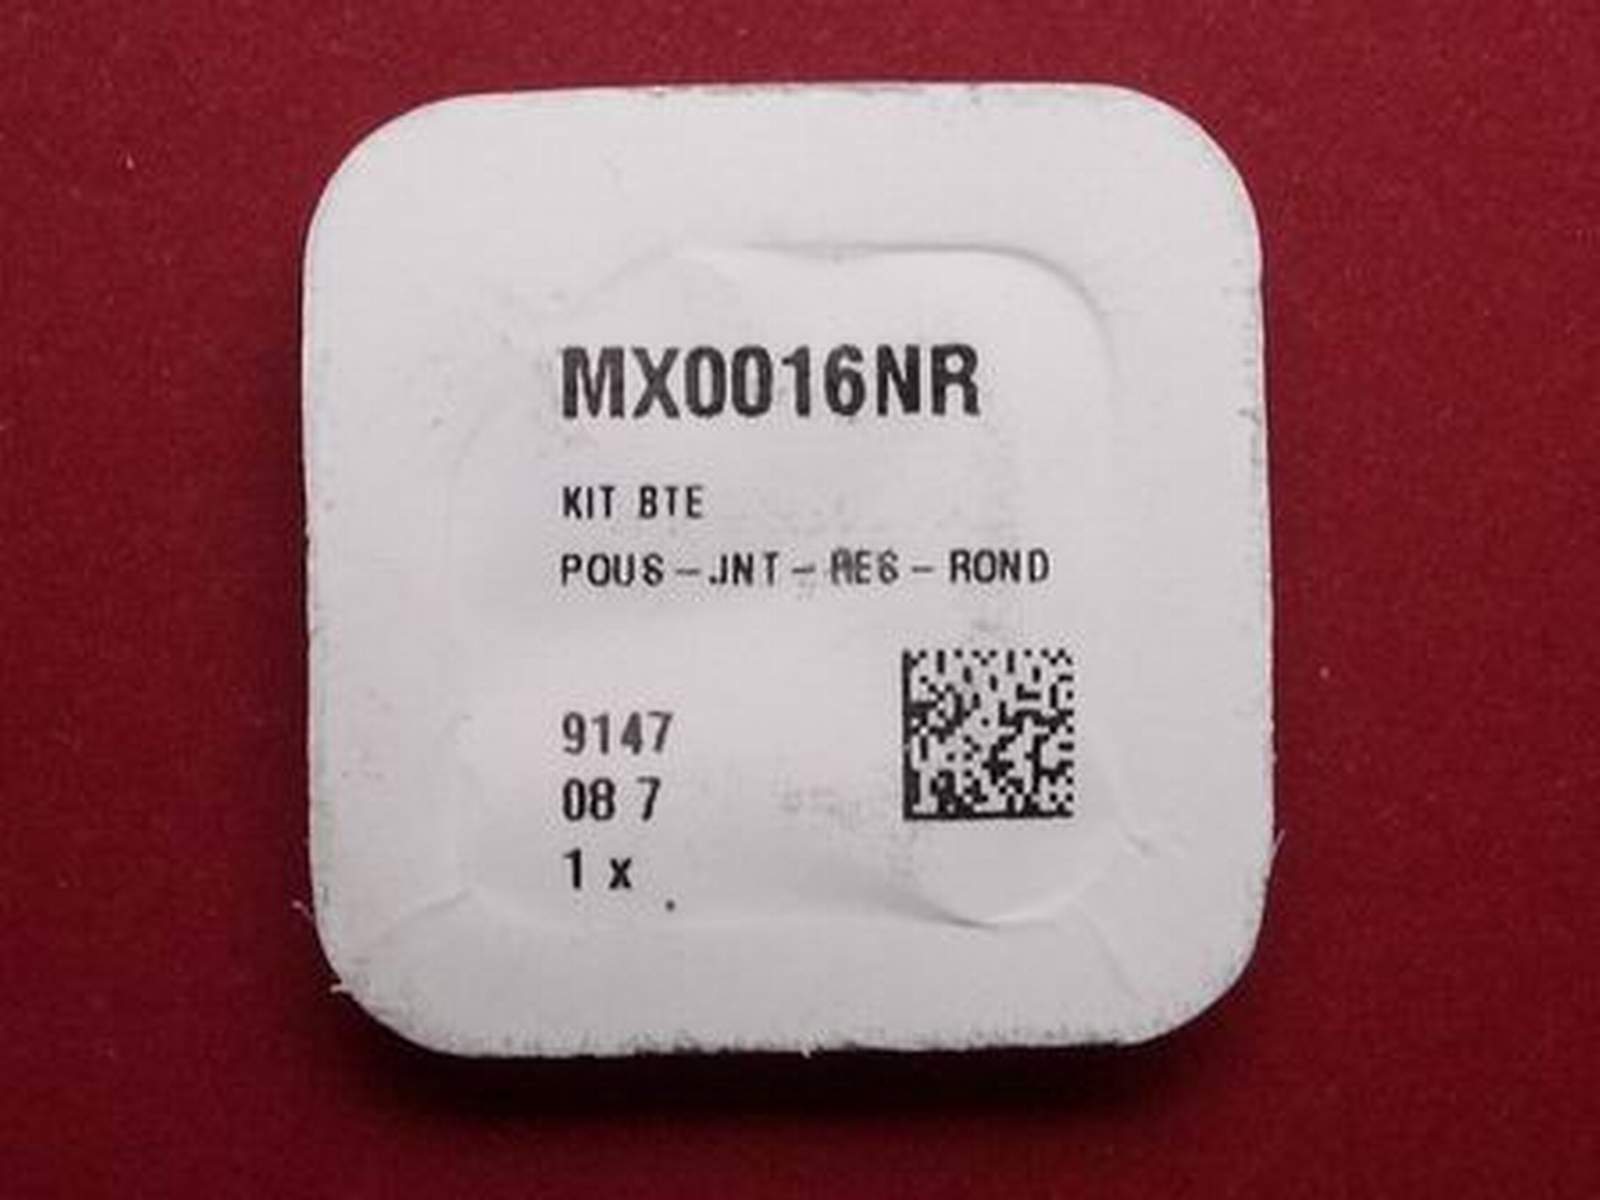 MX0016NR
KIT BTE
POUS-JNT-RES-ROND
9147
08 7
1 x